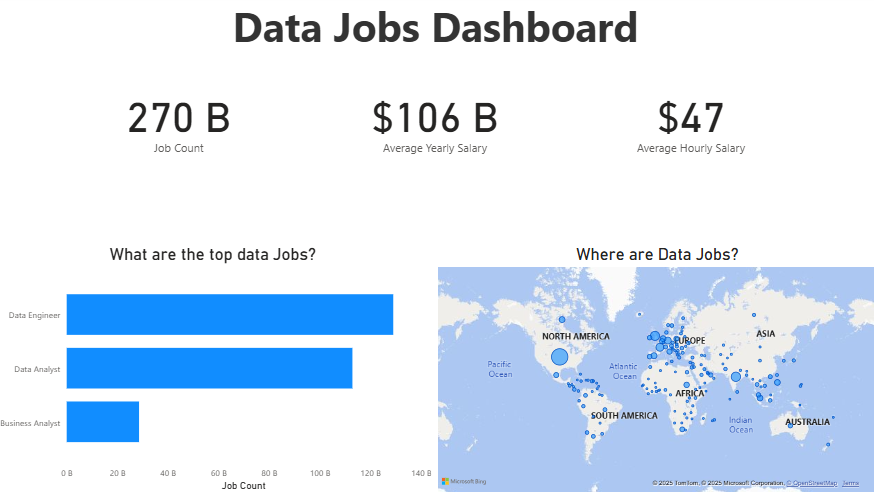 Data Jobs Dashboard
270 B
Job Count
$106 B
Average Yearly Salary
$47
Average Hourly Salary
What are the top data Jobs?
Data Engineer
Data Analyst
Business Analyst
0 B 20 B 40 B 60 B 80 B 100 B 120 B 140 B
Job Count
Where are Data Jobs?
NORTH AMERICA
EUROPE
ASIA
Pacific
Ocean
Atlantic
Ocean
AFRICA
SOUTH AMERICA
Indian
Ocean
AUSTRALIA
Microsoft Bing
© 2025 TomTom, © 2025 Microsoft Corporation, © OpenStreetMap Terms